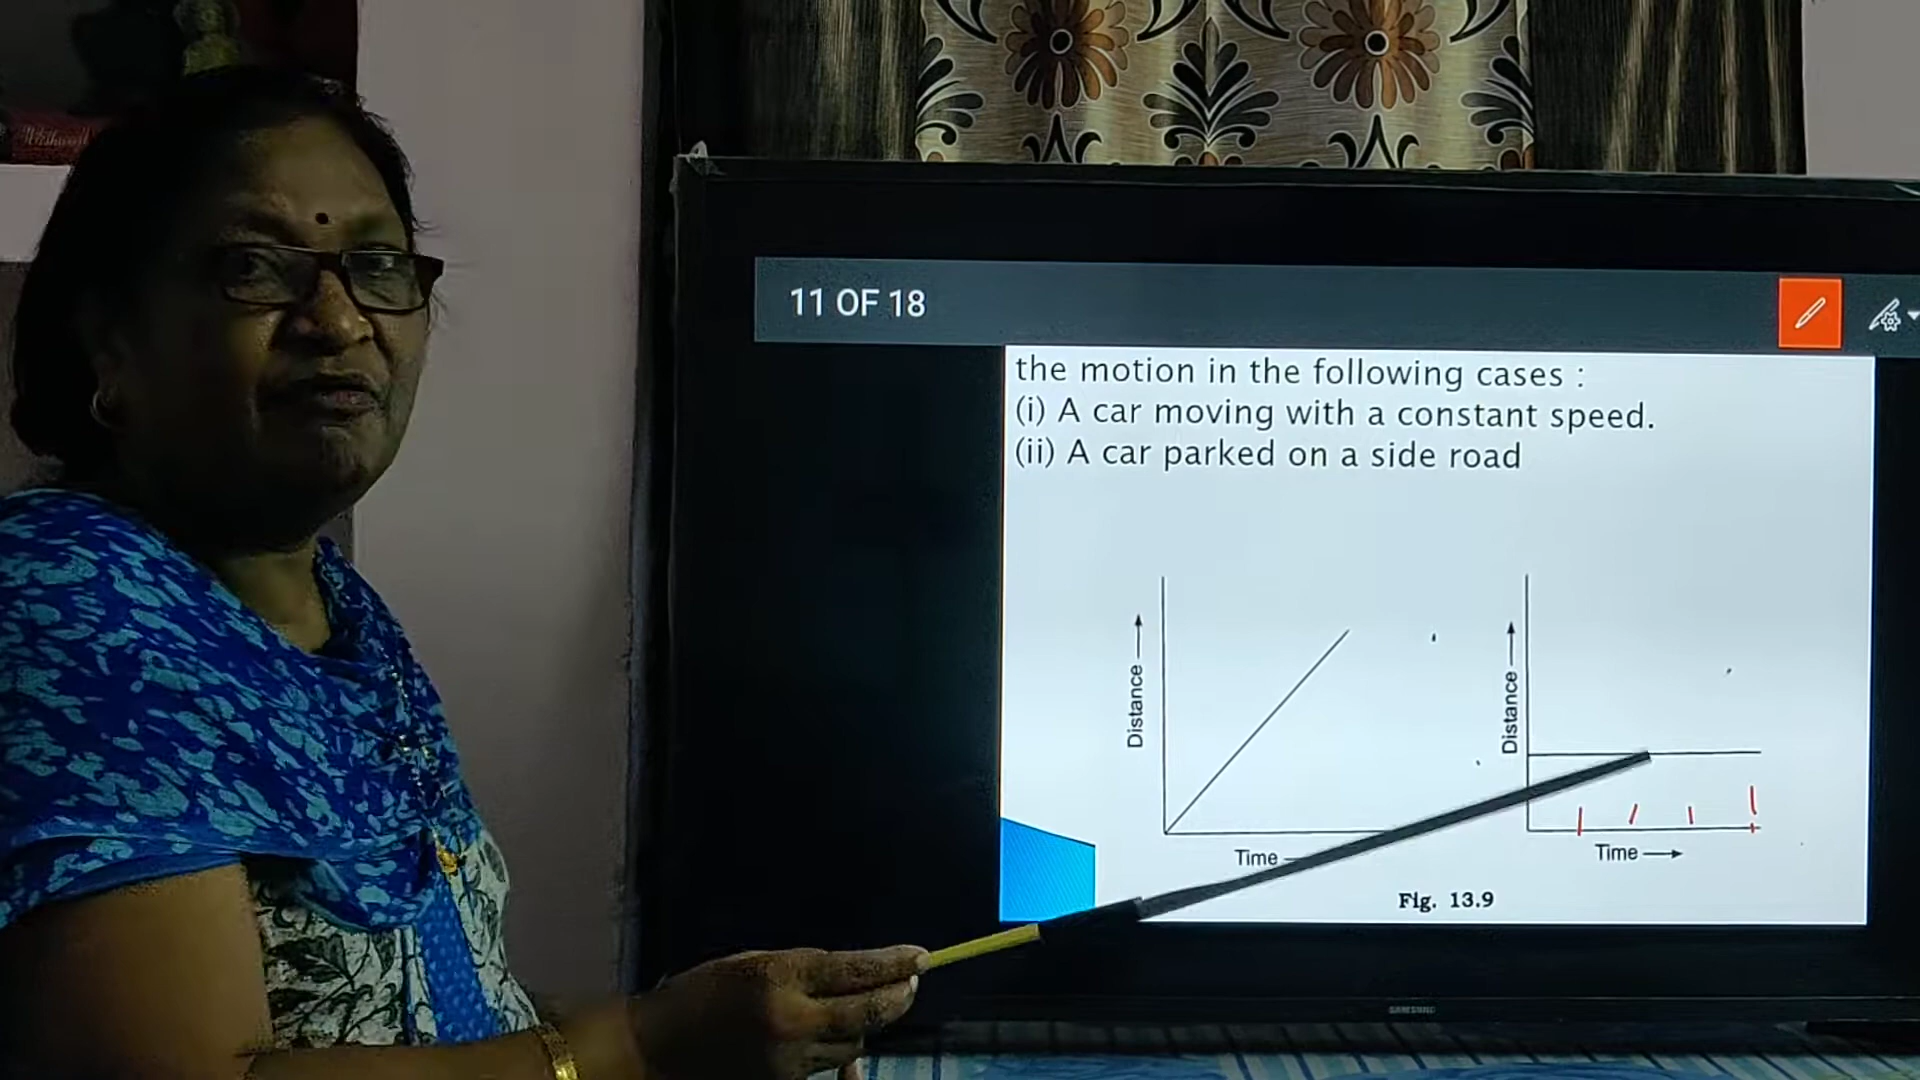 11 OF 18
the motion in the following cases :
(i) A car moving with a constant speed.
(ii) A car parked on a side road
Distance
Time
Distance
Time
Fig. 13.9
SAMSUNG